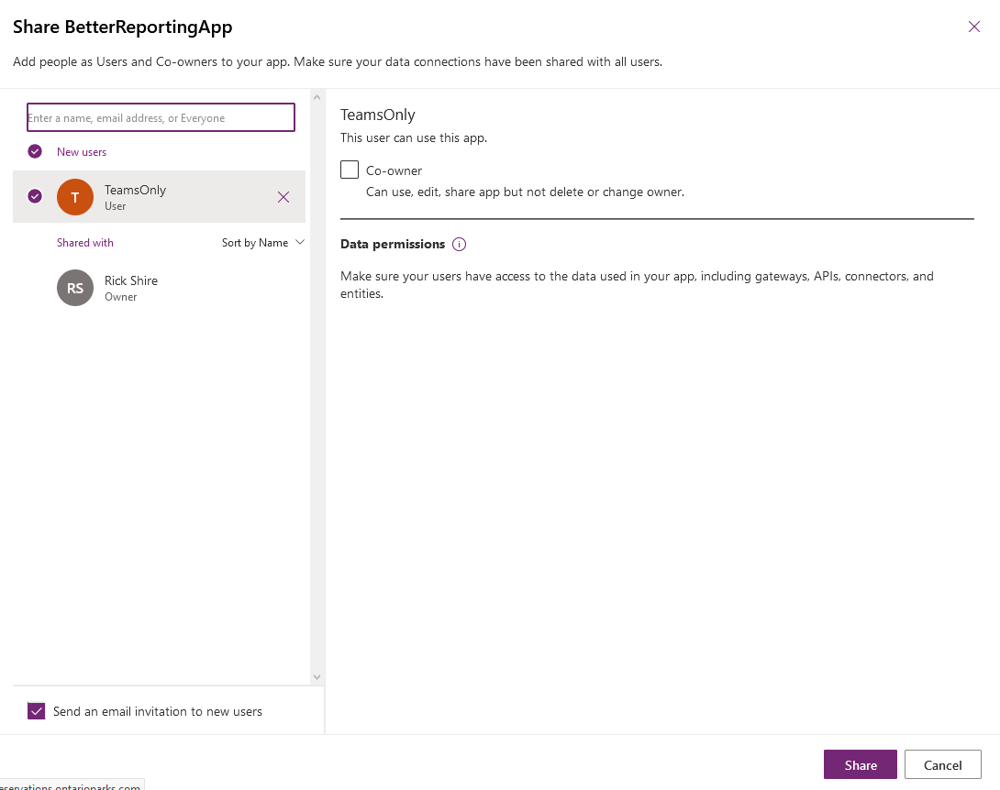 Share BetterReportingApp
Add people as Users and Co-owners to your app. Make sure your data connections have been shared with all users.
Enter a name, email address, or Everyone
New users
T
TeamsOnly
User
Shared with
Sort by Name
RS
Rick Shire
Owner
Send an email invitation to new users
TeamsOnly
This user can use this app.
Co-owner
Can use, edit, share app but not delete or change owner.
Data permissions
Make sure your users have access to the data used in your app, including gateways, APIs, connectors, and
entities.
Share
Cancel
eservations.ontarioparks.com